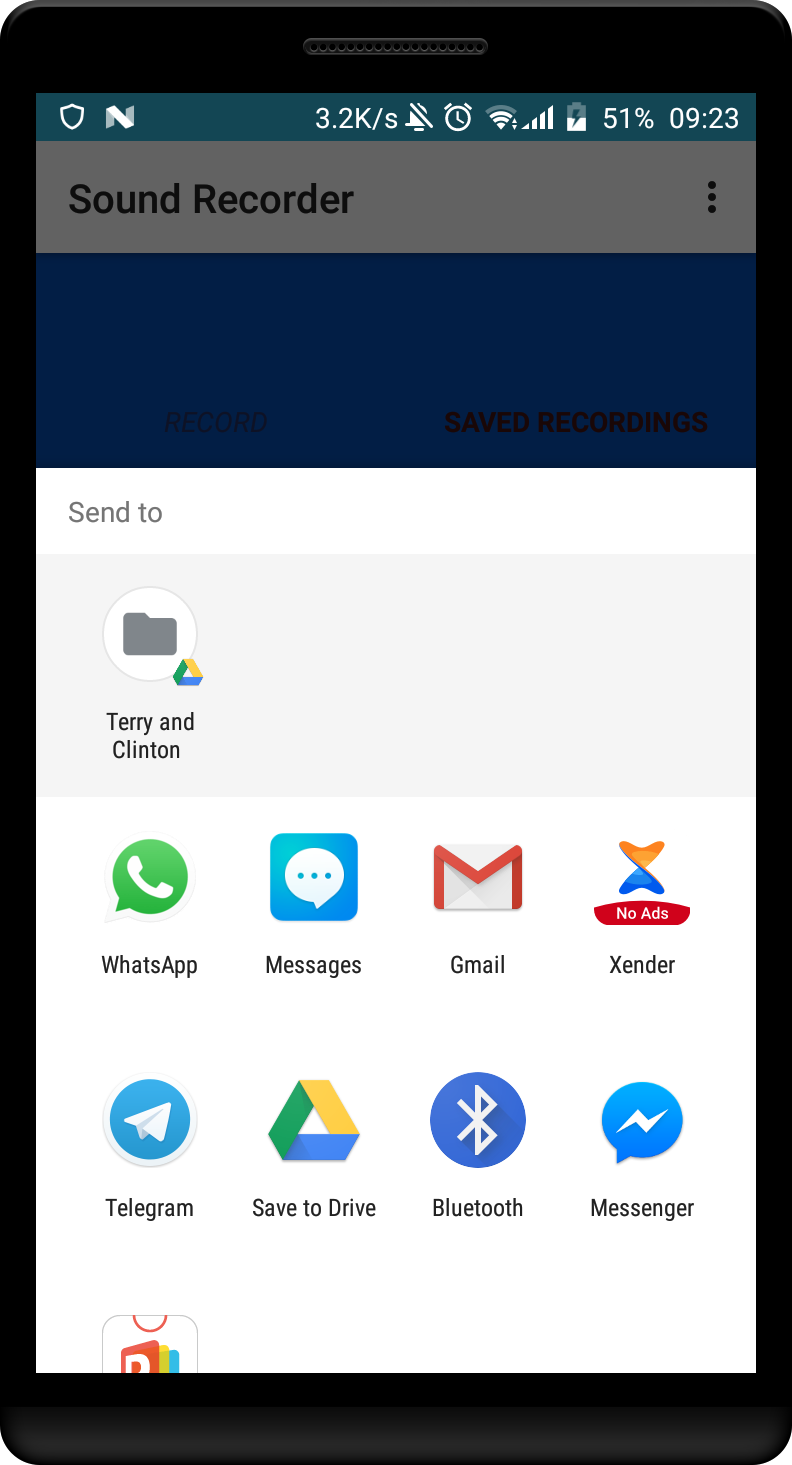 3.2K/s 51% 09:23
Sound Recorder
RECORD SAVED RECORDINGS
Send to
Terry and
Clinton
No Ads
WhatsApp Messages Gmail Xender
Telegram Save to Drive Bluetooth Messenger